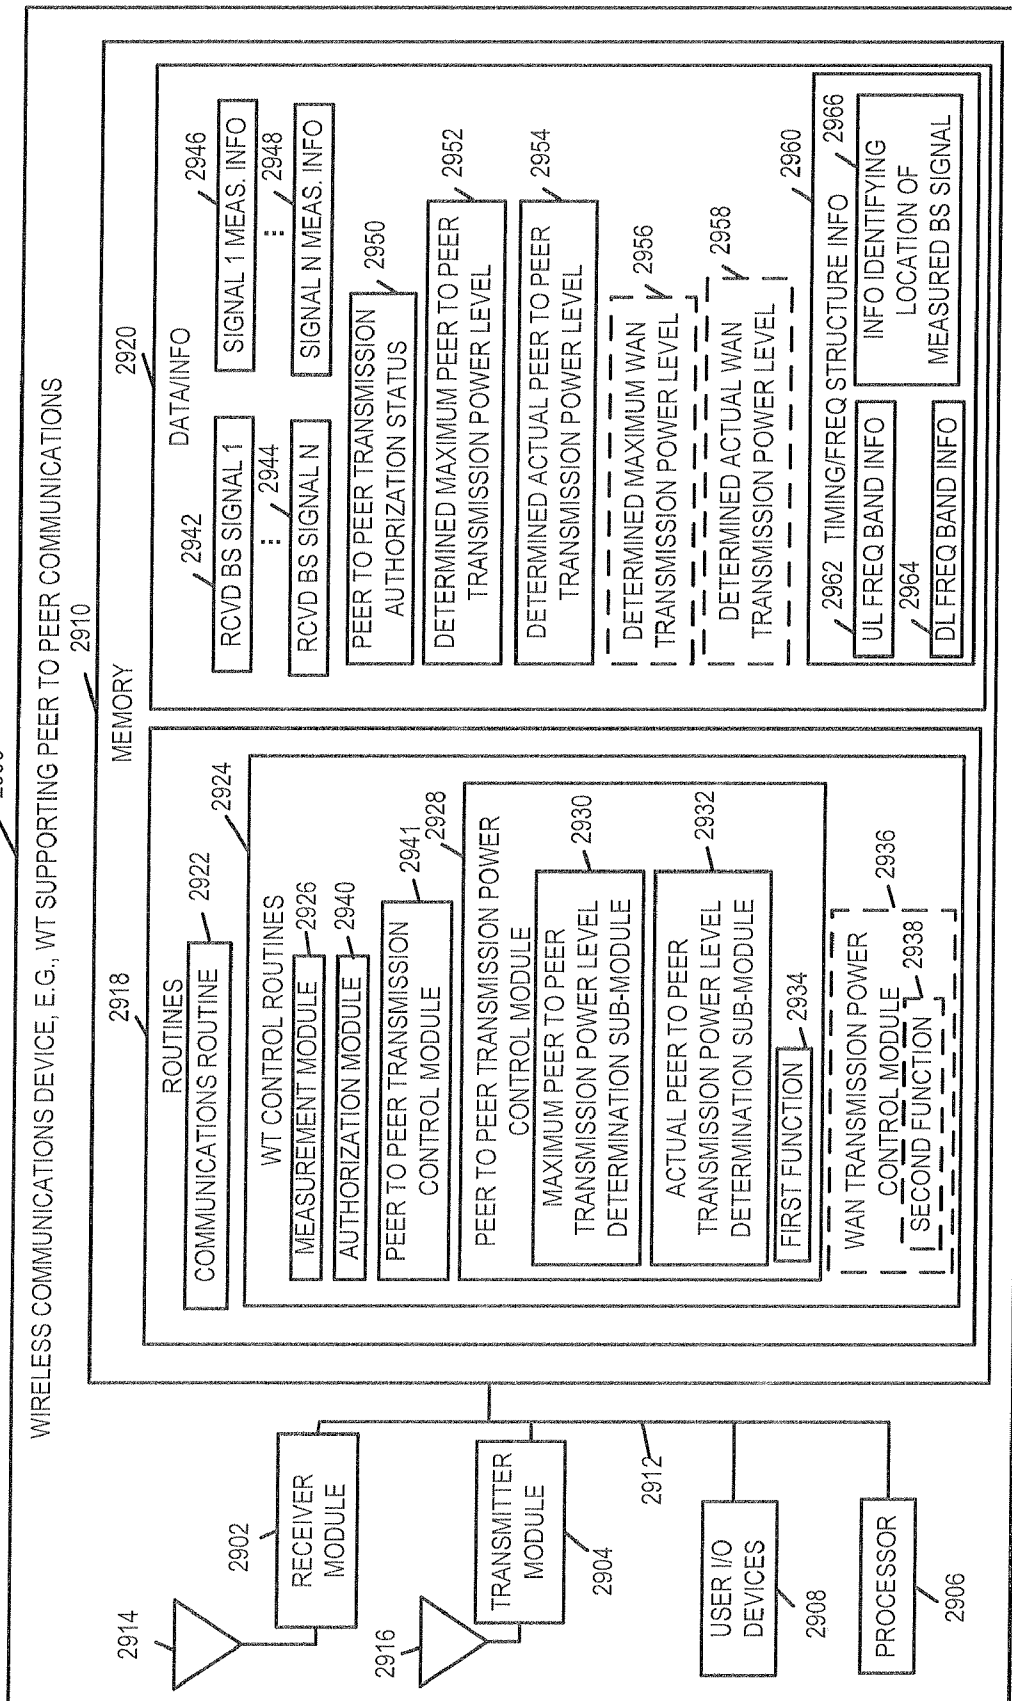 WIRELESS COMMUNICATIONS DEVICE, E.G., WT SUPPORTING PEER TO PEER COMMUNICATIONS
2914
2902
RECEIVER
MODULE
2916
TRANSMITTER
MODULE
2904
2912
USER I/O
DEVICES
2908
PROCESSOR
2906
2910
MEMORY
2918
ROUTINES
2922
COMMUNICATIONS ROUTINE
2924
WT CONTROL ROUTINES
2926
MEASUREMENT MODULE
2940
AUTHORIZATION MODULE
2941
PEER TO PEER TRANSMISSION
CONTROL MODULE
2928
PEER TO PEER TRANSMISSION POWER
CONTROL MODULE
2930
MAXIMUM PEER TO PEER
TRANSMISSION POWER LEVEL
DETERMINATION SUB-MODULE
2932
ACTUAL PEER TO PEER
TRANSMISSION POWER LEVEL
DETERMINATION SUB-MODULE
2934
FIRST FUNCTION
2936
WAN TRANSMISSION POWER
CONTROL MODULE
2938
SECOND FUNCTION
2920
DATA/INFO
2942
RCVD BS SIGNAL 1
2946
SIGNAL 1 MEAS. INFO
2944
RCVD BS SIGNAL N
2948
SIGNAL N MEAS. INFO
2950
PEER TO PEER TRANSMISSION
AUTHORIZATION STATUS
2952
DETERMINED MAXIMUM PEER TO PEER
TRANSMISSION POWER LEVEL
2954
DETERMINED ACTUAL PEER TO PEER
TRANSMISSION POWER LEVEL
2956
DETERMINED MAXIMUM WAN
TRANSMISSION POWER LEVEL
2958
DETERMINED ACTUAL WAN
TRANSMISSION POWER LEVEL
2960
TIMING/FREQ STRUCTURE INFO
2962
UL FREQ BAND INFO
2964
DL FREQ BAND INFO
2966
INFO IDENTIFYING
LOCATION OF
MEASURED BS SIGNAL